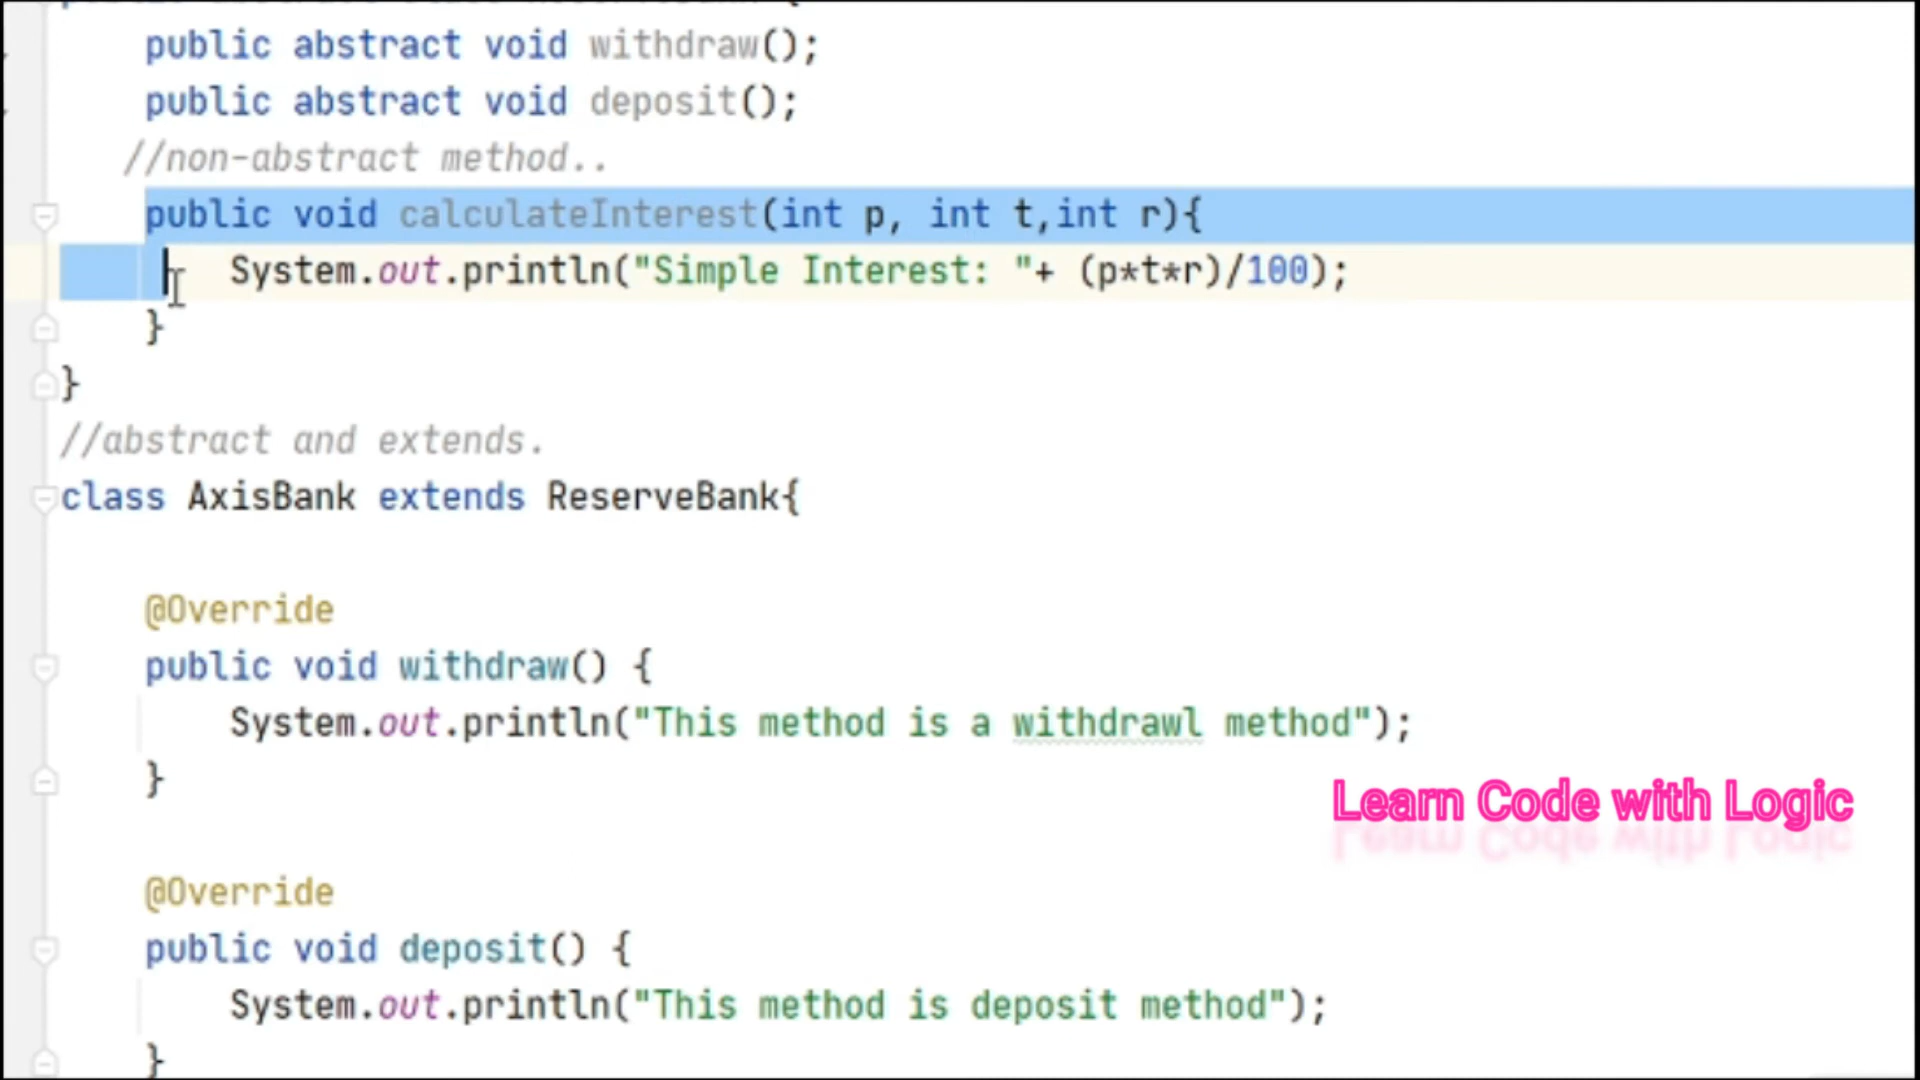 public abstract void withdraw();
public abstract void deposit();
//non-abstract method..
public void calculateInterest(int p, int t,int r){
System.out.println("Simple Interest: "+ (p*t*r)/100);
}
}
//abstract and extends.
class AxisBank extends ReserveBank{
@Override
public void withdraw() {
System.out.println("This method is a withdrawl method");
}
Learn Code with Logic
@Override
public void deposit() {
System.out.println("This method is deposit method");
}